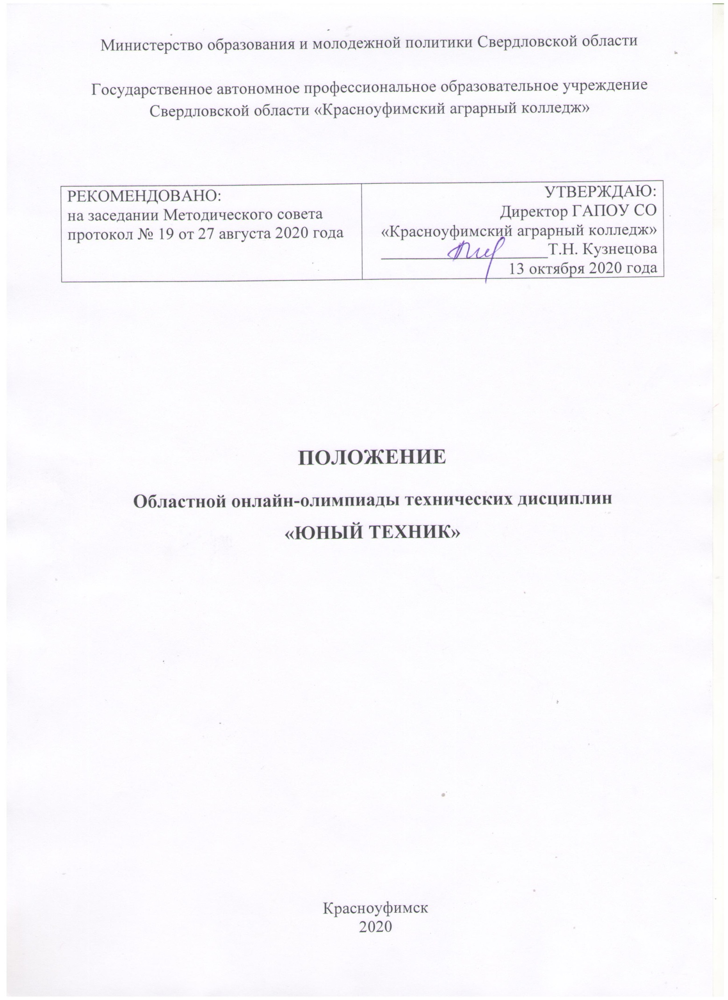 Министерство образования и молодежной политики Свердловской области
Государственное автономное профессиональное образовательное учреждение
Свердловской области «Красноуфимский аграрный колледж»
РЕКОМЕНДОВАНО:
на заседании Методического совета
протокол № 19 от 27 августа 2020 года
УТВЕРЖДАЮ:
Директор ГАПОУ СО
«Красноуфимский аграрный колледж»
Т.Н. Кузнецова
13 октября 2020 года
ПОЛОЖЕНИЕ
Областной онлайн-олимпиады технических дисциплин
«ЮНЫЙ ТЕХНИК»
Красноуфимск
2020